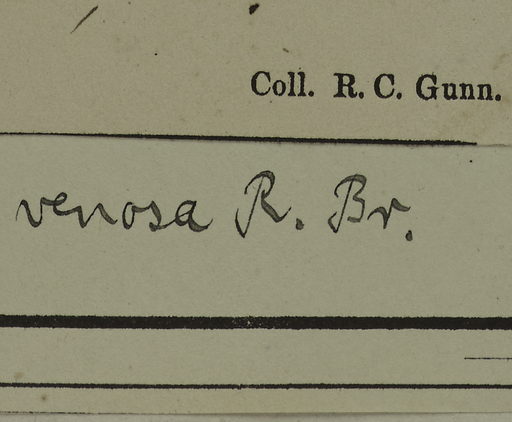 Coll. R. C. Gunn.
venosa R. Br.